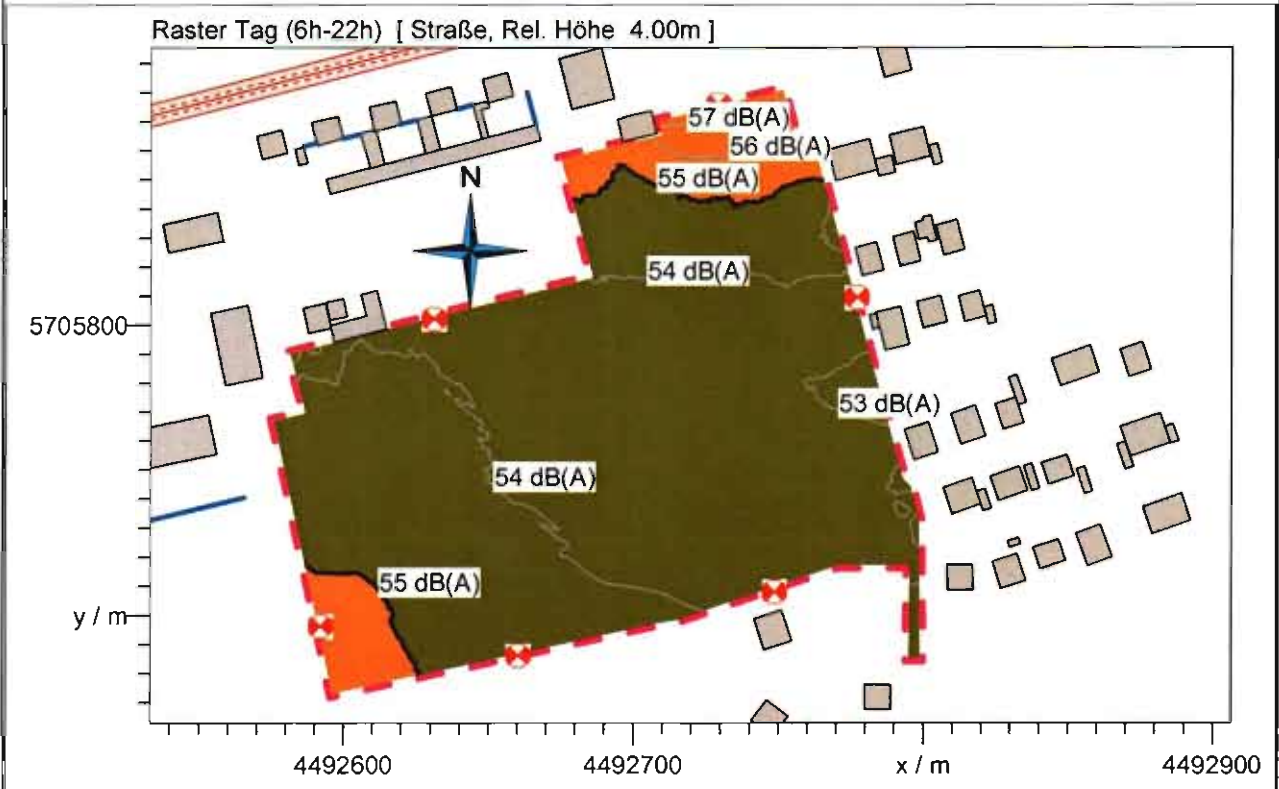 Raster Tag (6h-22h) [ Straße, Rel. Höhe 4.00m ]
57 dB(A)
56 dB(A)
55 dB(A)
N
54 dB(A)
5705800
53 dB(A)
54 dB(A)
55 dB(A)
y / m
4492600
4492700
x / m
4492900